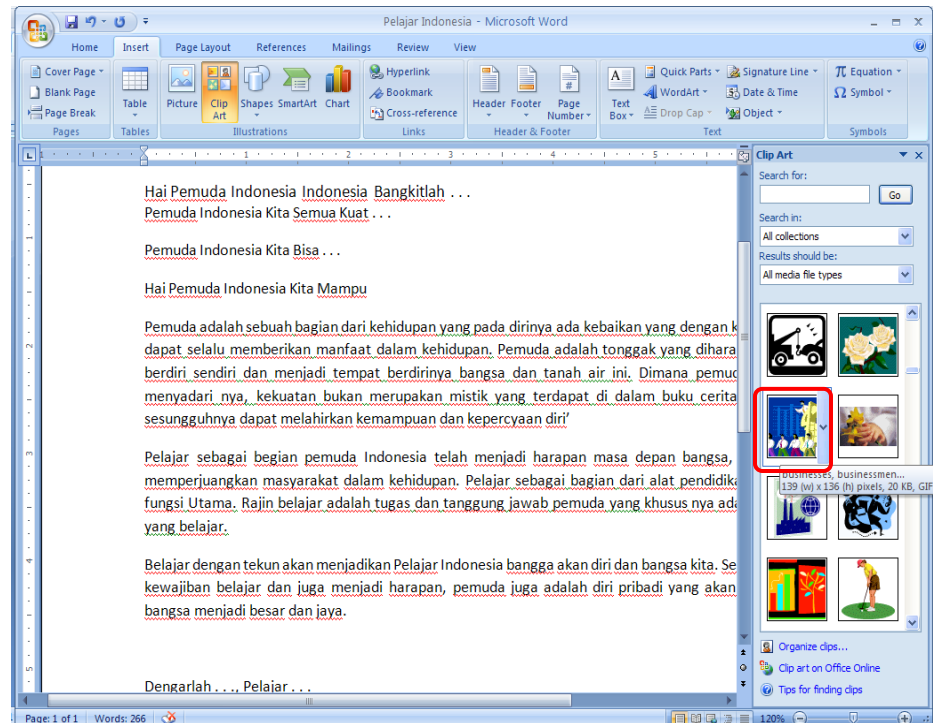 Pelajar Indonesia - Microsoft Word
Home Insert Page Layout References Mailings Review View
Cover Page
Blank Page
Page Break
Pages
Table
Tables
Picture Clip Art Shapes SmartArt Chart
Illustrations
Hyperlink
Bookmark
Cross-reference
Links
Header Footer Page Number
Header & Footer
Text Box
Quick Parts
WordArt
Drop Cap
Signature Line
Date & Time
Object
Text
π Equation
Ω Symbol
Symbols
1 2 3 4 5
Hai Pemuda Indonesia Indonesia Bangkitlah . . .
Pemuda Indonesia Kita Semua Kuat . . .
Pemuda Indonesia Kita Bisa . . .
Hai Pemuda Indonesia Kita Mampu
Pemuda adalah sebuah bagian dari kehidupan yang pada dirinya ada kebaikan yang dengan k
dapat selalu memberikan manfaat dalam kehidupan. Pemuda adalah tonggak yang dihara
berdiri sendiri dan menjadi tempat berdirinya bangsa dan tanah air ini. Dimana pemuc
menyadari nya, kekuatan bukan merupakan mistik yang terdapat di dalam buku cerita
sesungguhnya dapat melahirkan kemampuan dan kepercyaan diri’
Pelajar sebagai begian pemuda Indonesia telah menjadi harapan masa depan bangsa,
memperjuangkan masyarakat dalam kehidupan. Pelajar sebagai bagian dari alat pendidika
fungsi Utama. Rajin belajar adalah tugas dan tanggung jawab pemuda yang khusus nya ada
yang belajar.
Belajar dengan tekun akan menjadikan Pelajar Indonesia bangga akan diri dan bangsa kita. Se
kewajiban belajar dan juga menjadi harapan, pemuda juga adalah diri pribadi yang akan
bangsa menjadi besar dan jaya.
Dengarlah . . ., Pelajar . . .
Clip Art
Search for:
Go
Search in:
All collections
Results should be:
All media file types
businesses, businessmen...
139 (w) x 136 (h) pixels, 20 KB, GIF
Organize clips...
Clip art on Office Online
Tips for finding clips
Page: 1 of 1 Words: 266
120%